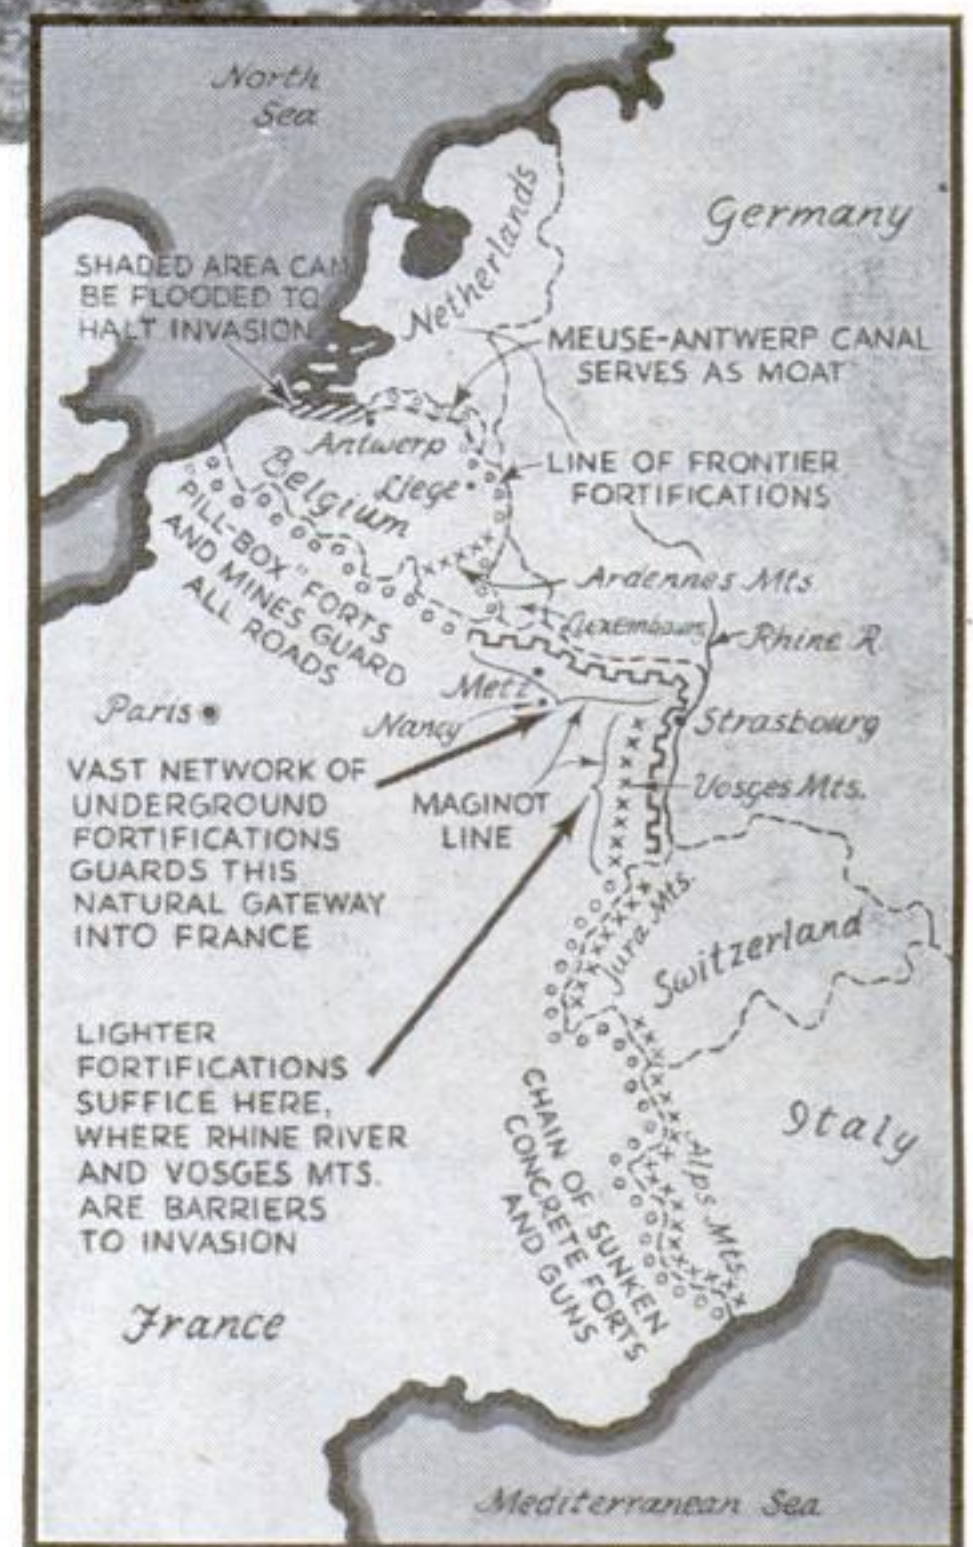 North
Sea
Germany
Netherlands
SHADED AREA CAN
BE FLOODED TO
HALT INVASION
MEUSE-ANTWERP CANAL
SERVES AS MOAT
Antwerp
Belgium
Liege
LINE OF FRONTIER
FORTIFICATIONS
PILL-BOX" FORTS
AND MINES GUARD
ALL ROADS
Ardennes Mts.
Luxembourg
Rhine R.
Metz
Nancy
Paris
Strasbourg
VAST NETWORK OF
UNDERGROUND
FORTIFICATIONS
GUARDS THIS
NATURAL GATEWAY
INTO FRANCE
MAGINOT
LINE
Vosges Mts.
Jura Mts.
Switzerland
LIGHTER
FORTIFICATIONS
SUFFICE HERE,
WHERE RHINE RIVER
AND VOSGES MTS.
ARE BARRIERS
TO INVASION
CHAIN OF SUNKEN
CONCRETE FORTS
AND GUNS
Alps Mts.
Italy
France
Mediterranean Sea